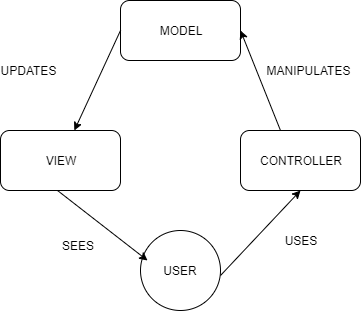 MODEL
UPDATES
MANIPULATES
VIEW
CONTROLLER
SEES
USES
USER